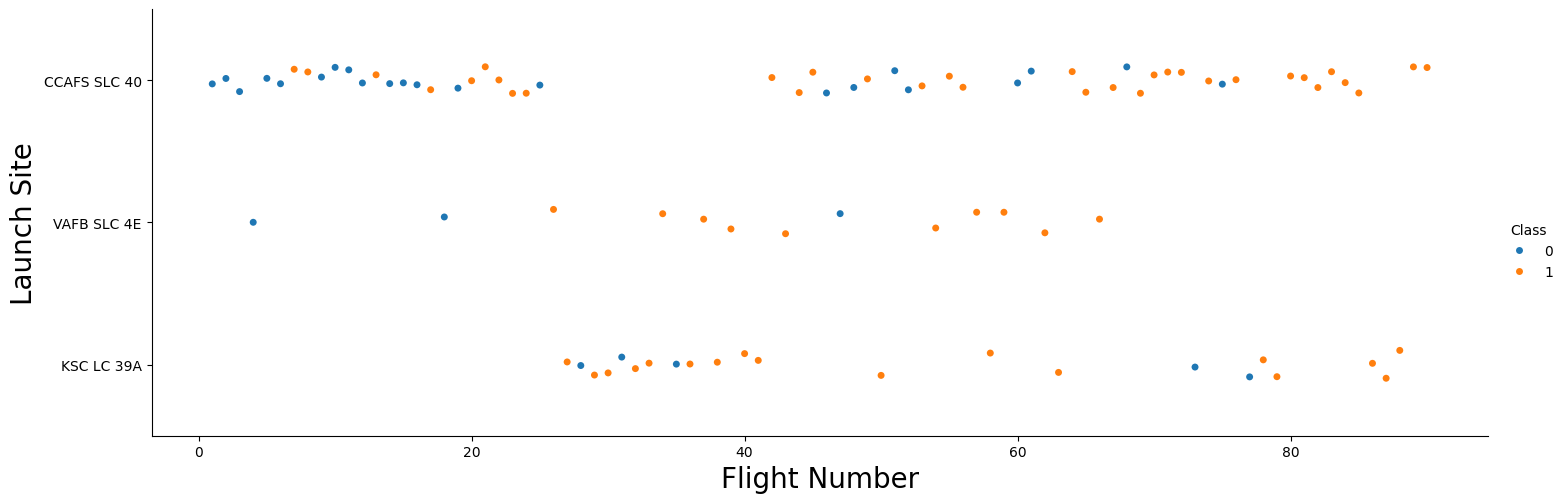 Launch Site
CCAFS SLC 40
VAFB SLC 4E
KSC LC 39A
0
20
40
60
80
Flight Number
Class
0
1